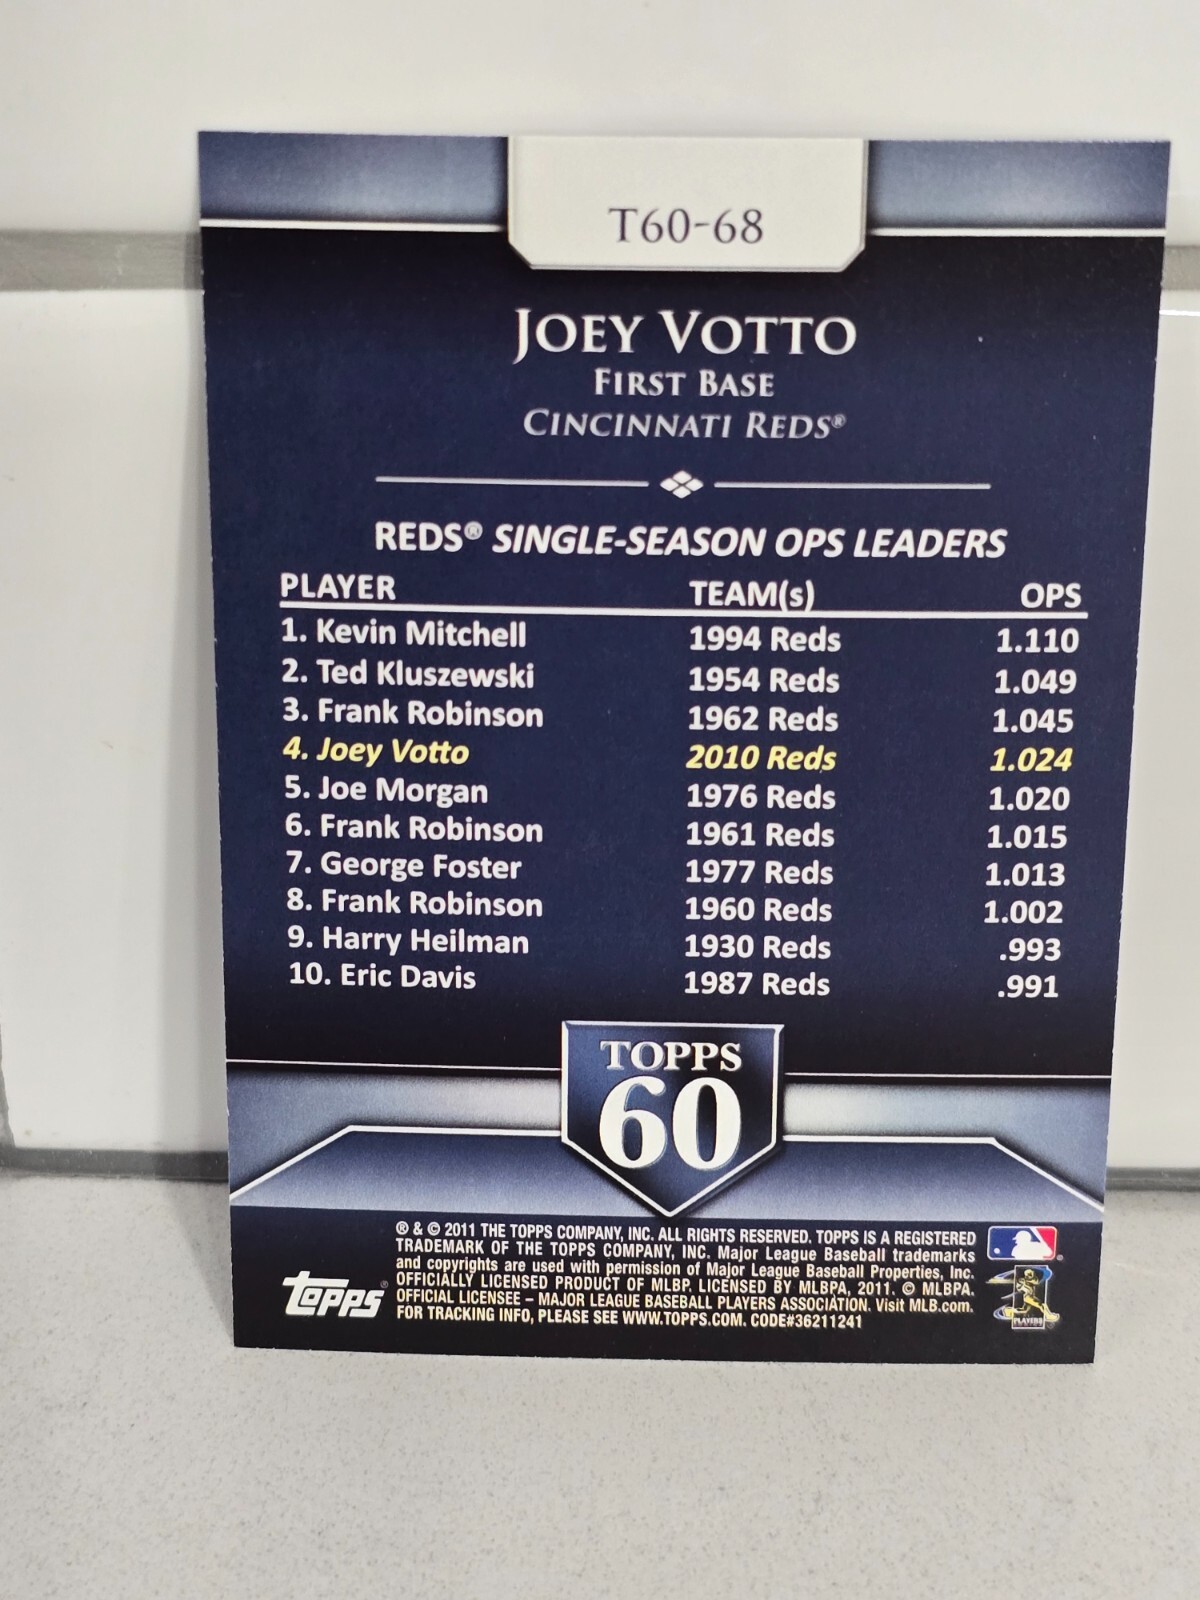 T60-68
JOEY VOTTO
FIRST BASE
CINCINNATI REDS®
REDS® SINGLE-SEASON OPS LEADERS
PLAYER TEAM(s) OPS
1. Kevin Mitchell 1994 Reds 1.110
2. Ted Kluszewski 1954 Reds 1.049
3. Frank Robinson 1962 Reds 1.045
4. Joey Votto 2010 Reds 1.024
5. Joe Morgan 1976 Reds 1.020
6. Frank Robinson 1961 Reds 1.015
7. George Foster 1977 Reds 1.013
8. Frank Robinson 1960 Reds 1.002
9. Harry Heilman 1930 Reds .993
10. Eric Davis 1987 Reds .991
TOPPS
60
® & © 2011 THE TOPPS COMPANY, INC. ALL RIGHTS RESERVED. TOPPS IS A REGISTERED
TRADEMARK OF THE TOPPS COMPANY, INC. Major League Baseball trademarks
and copyrights are used with permission of Major League Baseball Properties, Inc.
OFFICIALLY LICENSED PRODUCT OF MLBP. LICENSED BY MLBPA, 2011. © MLBPA.
OFFICIAL LICENSEE – MAJOR LEAGUE BASEBALL PLAYERS ASSOCIATION. Visit MLB.com.
FOR TRACKING INFO, PLEASE SEE WWW.TOPPS.COM. CODE#36211241
Topps®
PLAYERS